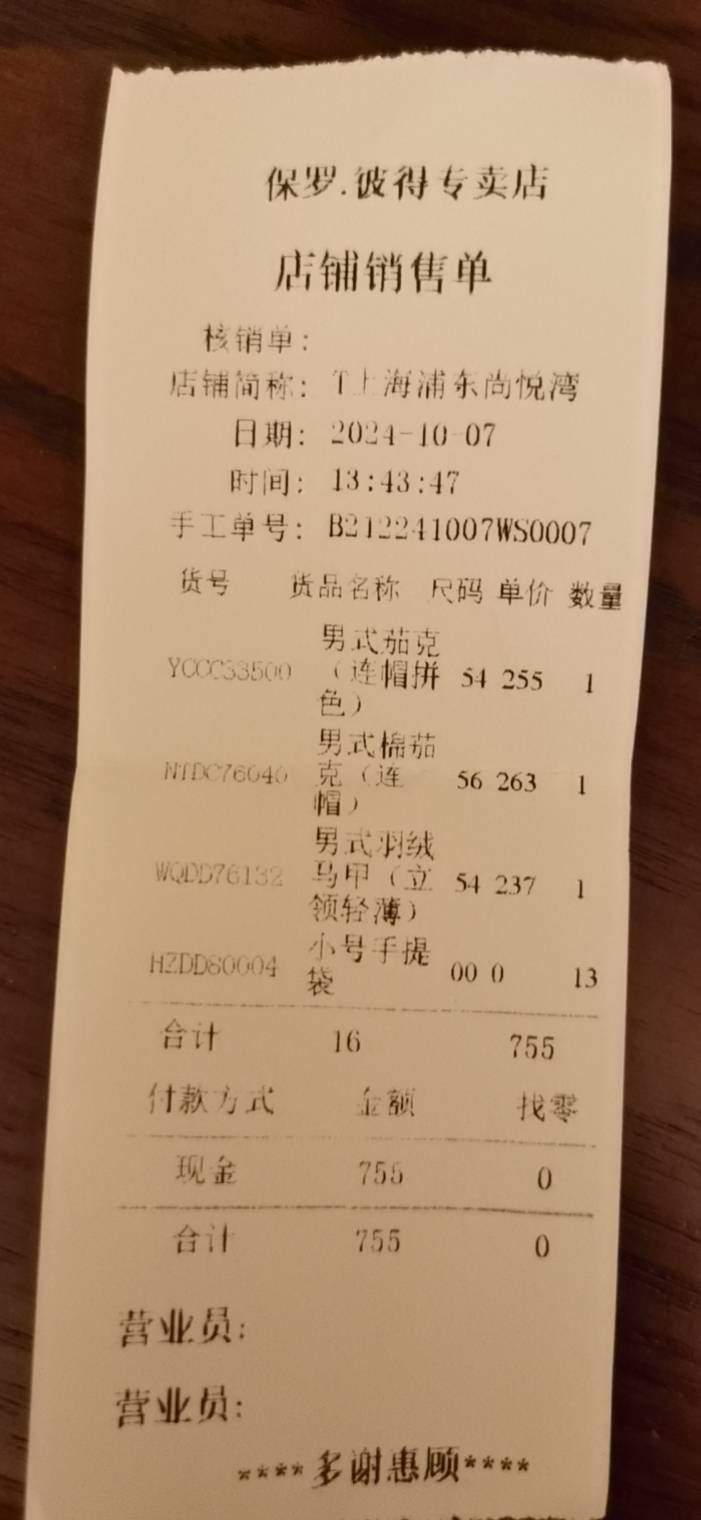 保罗.彼得专卖店
店铺销售单
核销单：
店铺简称： T上海浦东尚悦湾
日期： 2024-10-07
时间： 13:43:47
手工单号： B212241007WS0007
货号 货品名称 尺码 单价 数量
男式茄克
YCCC33500 （连帽拼 54 255 1
色）
男式棉茄
NTDC76040 克（连 56 263 1
帽）
男式羽绒
WQDD76132 马甲（立 54 237 1
领轻薄）
小号手提
HZDD80004 袋 00 0 13
合计 16 755
付款方式 金额 找零
现金 755 0
合计 755 0
营业员：
营业员：
****多谢惠顾****